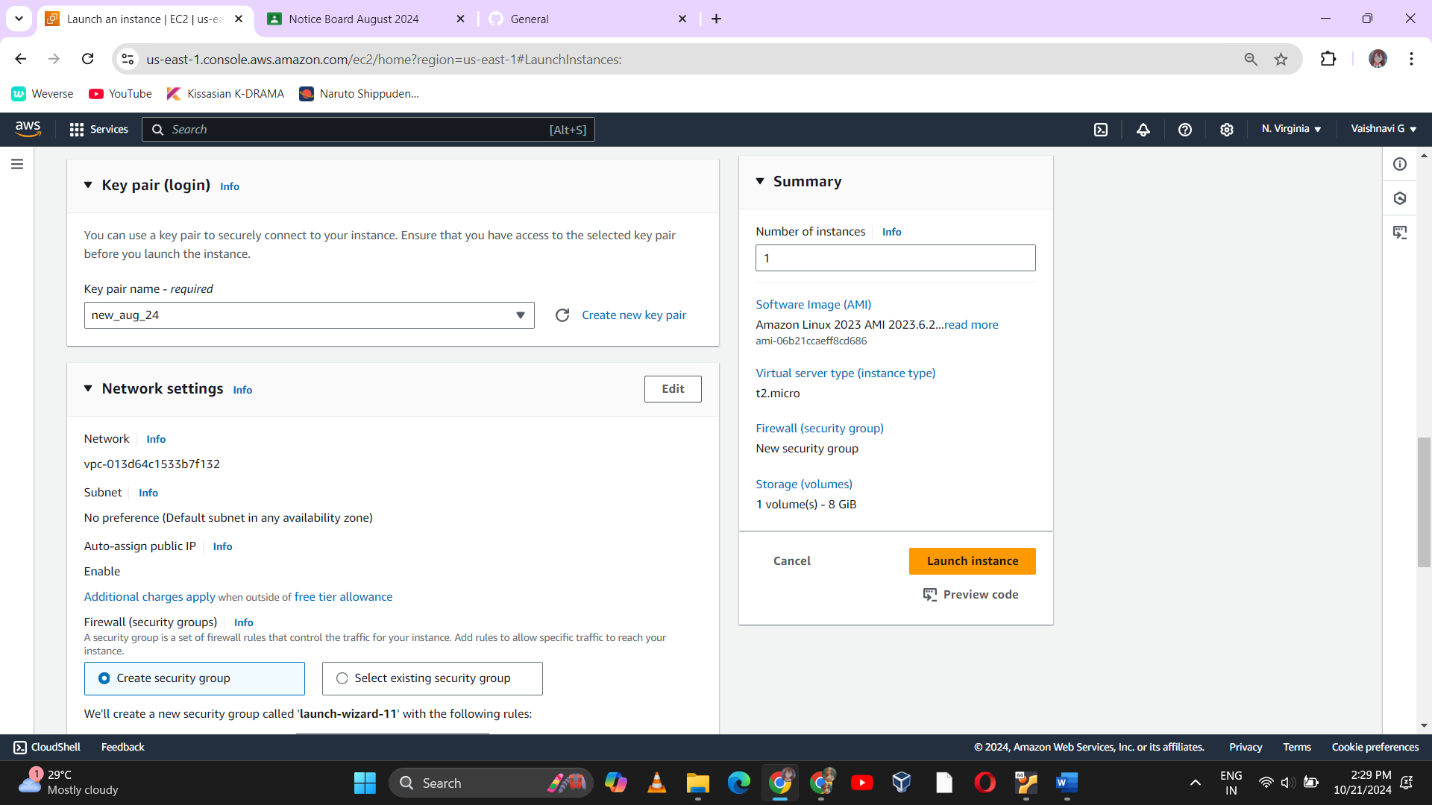 Launch an instance | EC2 | us-ea
Notice Board August 2024
General
us-east-1.console.aws.amazon.com/ec2/home?region=us-east-1#LaunchInstances:
Weverse
YouTube
Kissasian K-DRAMA
Naruto Shippuden...
aws
Services
Search
[Alt+S]
N. Virginia
Vaishnavi G
Key pair (login)
Info
You can use a key pair to securely connect to your instance. Ensure that you have access to the selected key pair
before you launch the instance.
Key pair name - required
new_aug_24
Create new key pair
Network settings
Info
Edit
Network
Info
vpc-013d64c1533b7f132
Subnet
Info
No preference (Default subnet in any availability zone)
Auto-assign public IP
Info
Enable
Additional charges apply when outside of free tier allowance
Firewall (security groups)
Info
A security group is a set of firewall rules that control the traffic for your instance. Add rules to allow specific traffic to reach your
instance.
Create security group
Select existing security group
We'll create a new security group called 'launch-wizard-11' with the following rules:
Summary
Number of instances
Info
1
Software Image (AMI)
Amazon Linux 2023 AMI 2023.6.2...read more
ami-06b21ccaeff8cd686
Virtual server type (instance type)
t2.micro
Firewall (security group)
New security group
Storage (volumes)
1 volume(s) - 8 GiB
Cancel
Launch instance
Preview code
CloudShell
Feedback
© 2024, Amazon Web Services, Inc. or its affiliates.
Privacy
Terms
Cookie preferences
1
29°C
Mostly cloudy
Search
ENG
IN
2:29 PM
10/21/2024